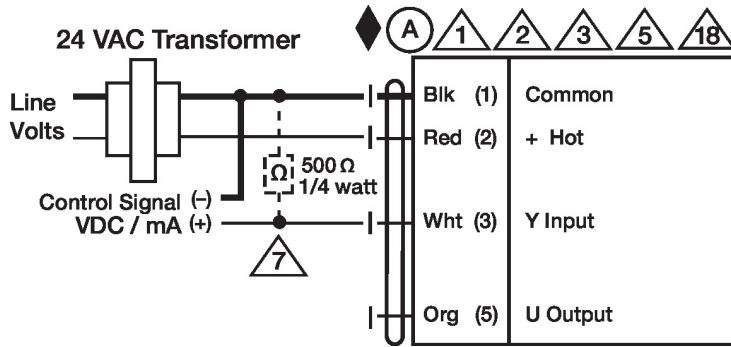 24 VAC Transformer
A
1
2
3
5
18
Line
Volts
Blk (1) Common
Red (2) + Hot
Ω
500 Ω
1/4 watt
Control Signal (–)
VDC / mA (+)
Wht (3) Y Input
7
Org (5) U Output